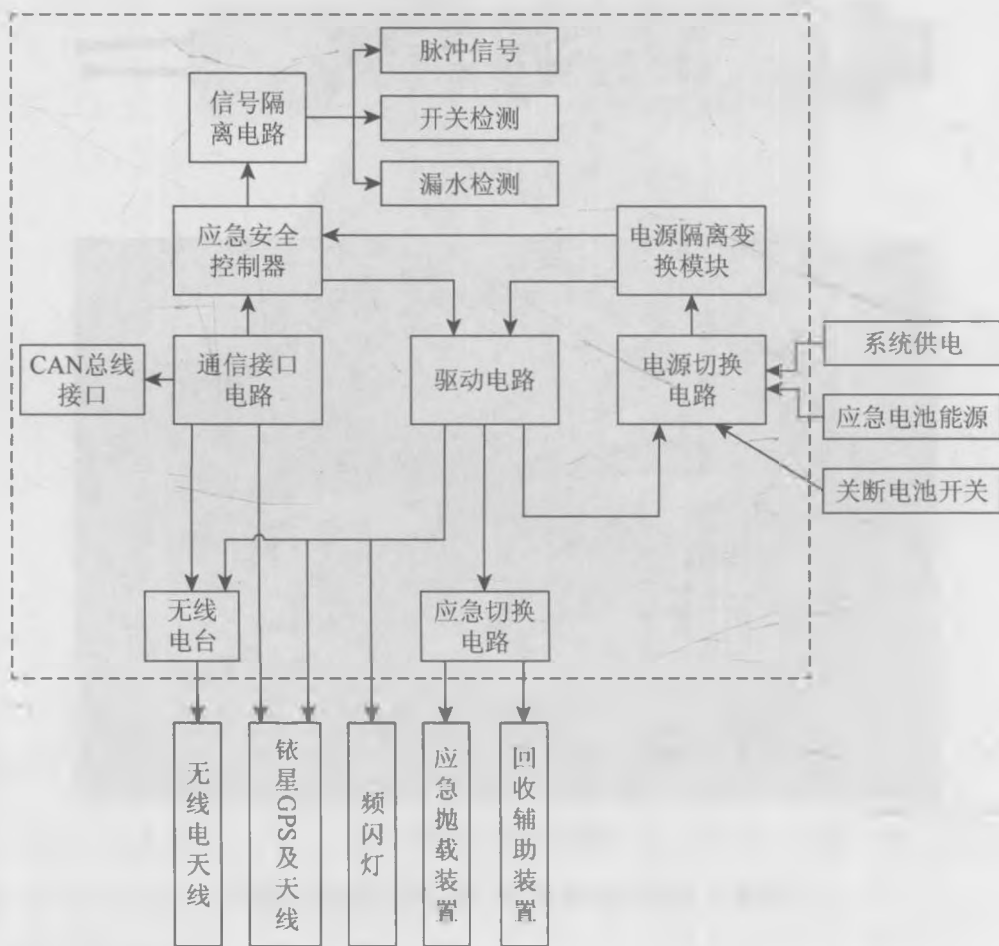 脉冲信号
信号隔
离电路
开关检测
漏水检测
应急安全
控制器
电源隔离变
换模块
CAN总线
接口
通信接口
电路
驱动电路
电源切换
电路
系统供电
应急电池能源
关断电池开关
无线
电台
应急切换
电路
无线电天线
铱星GPS及天线
频闪灯
应急抛载装置
回收辅助装置